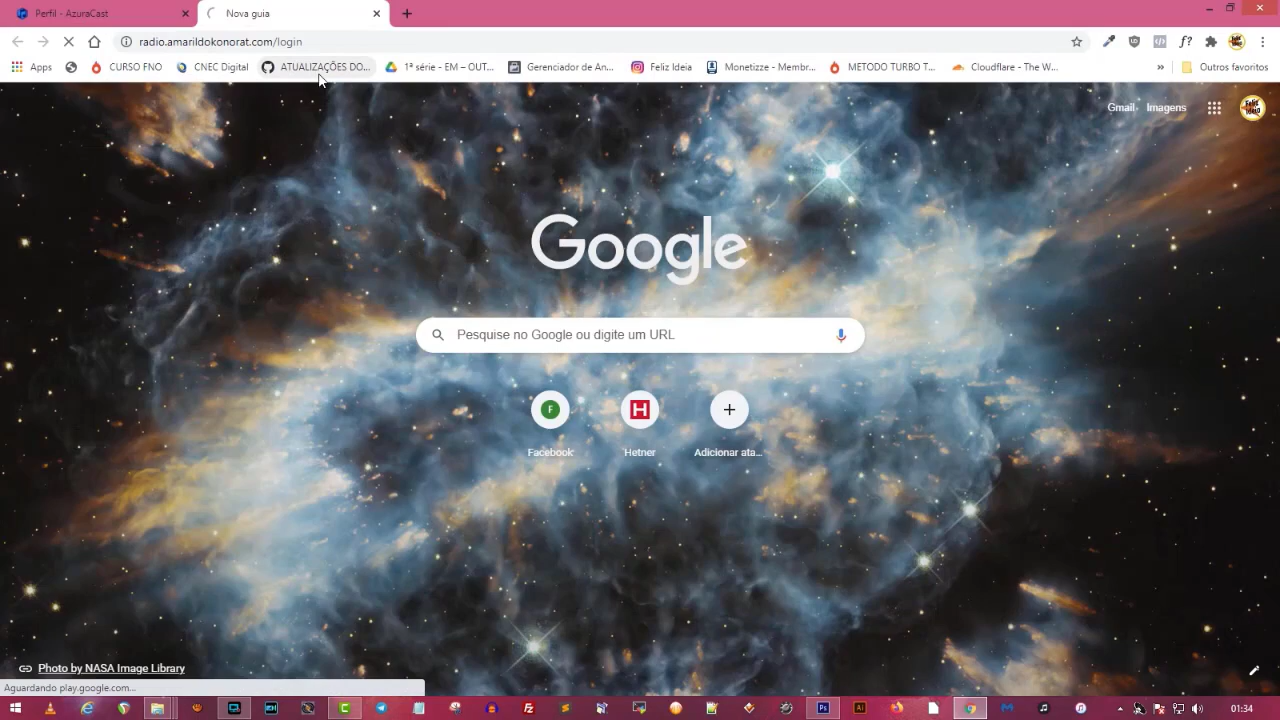 Perfil - AzuraCast
Nova guia
radio.amarildokonorat.com/login
Apps
CURSO FNO
CNEC Digital
ATUALIZAÇÕES DO...
1ª série - EM – OUT...
Gerenciador de An...
Feliz Ideia
Monetizze - Membr...
METODO TURBO T...
Cloudflare - The W...
»
Outros favoritos
Gmail
Imagens
Google
Pesquise no Google ou digite um URL
F
H
Facebook
Hetner
Adicionar ata...
Photo by NASA Image Library
Aguardando play.google.com...
01:34